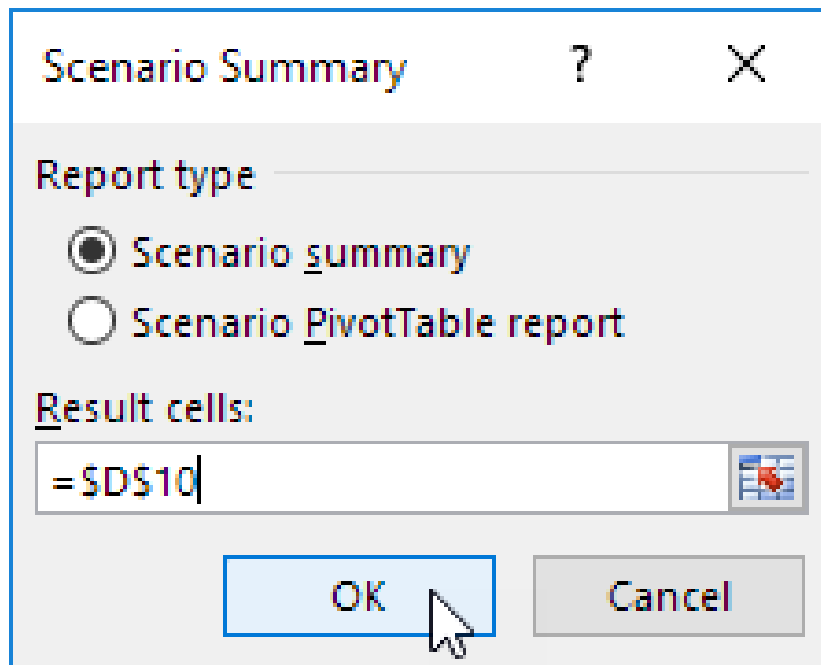 Scenario Summary ?
Report type
Scenario summary
Scenario PivotTable report
Result cells:
=$D$10
OK Cancel